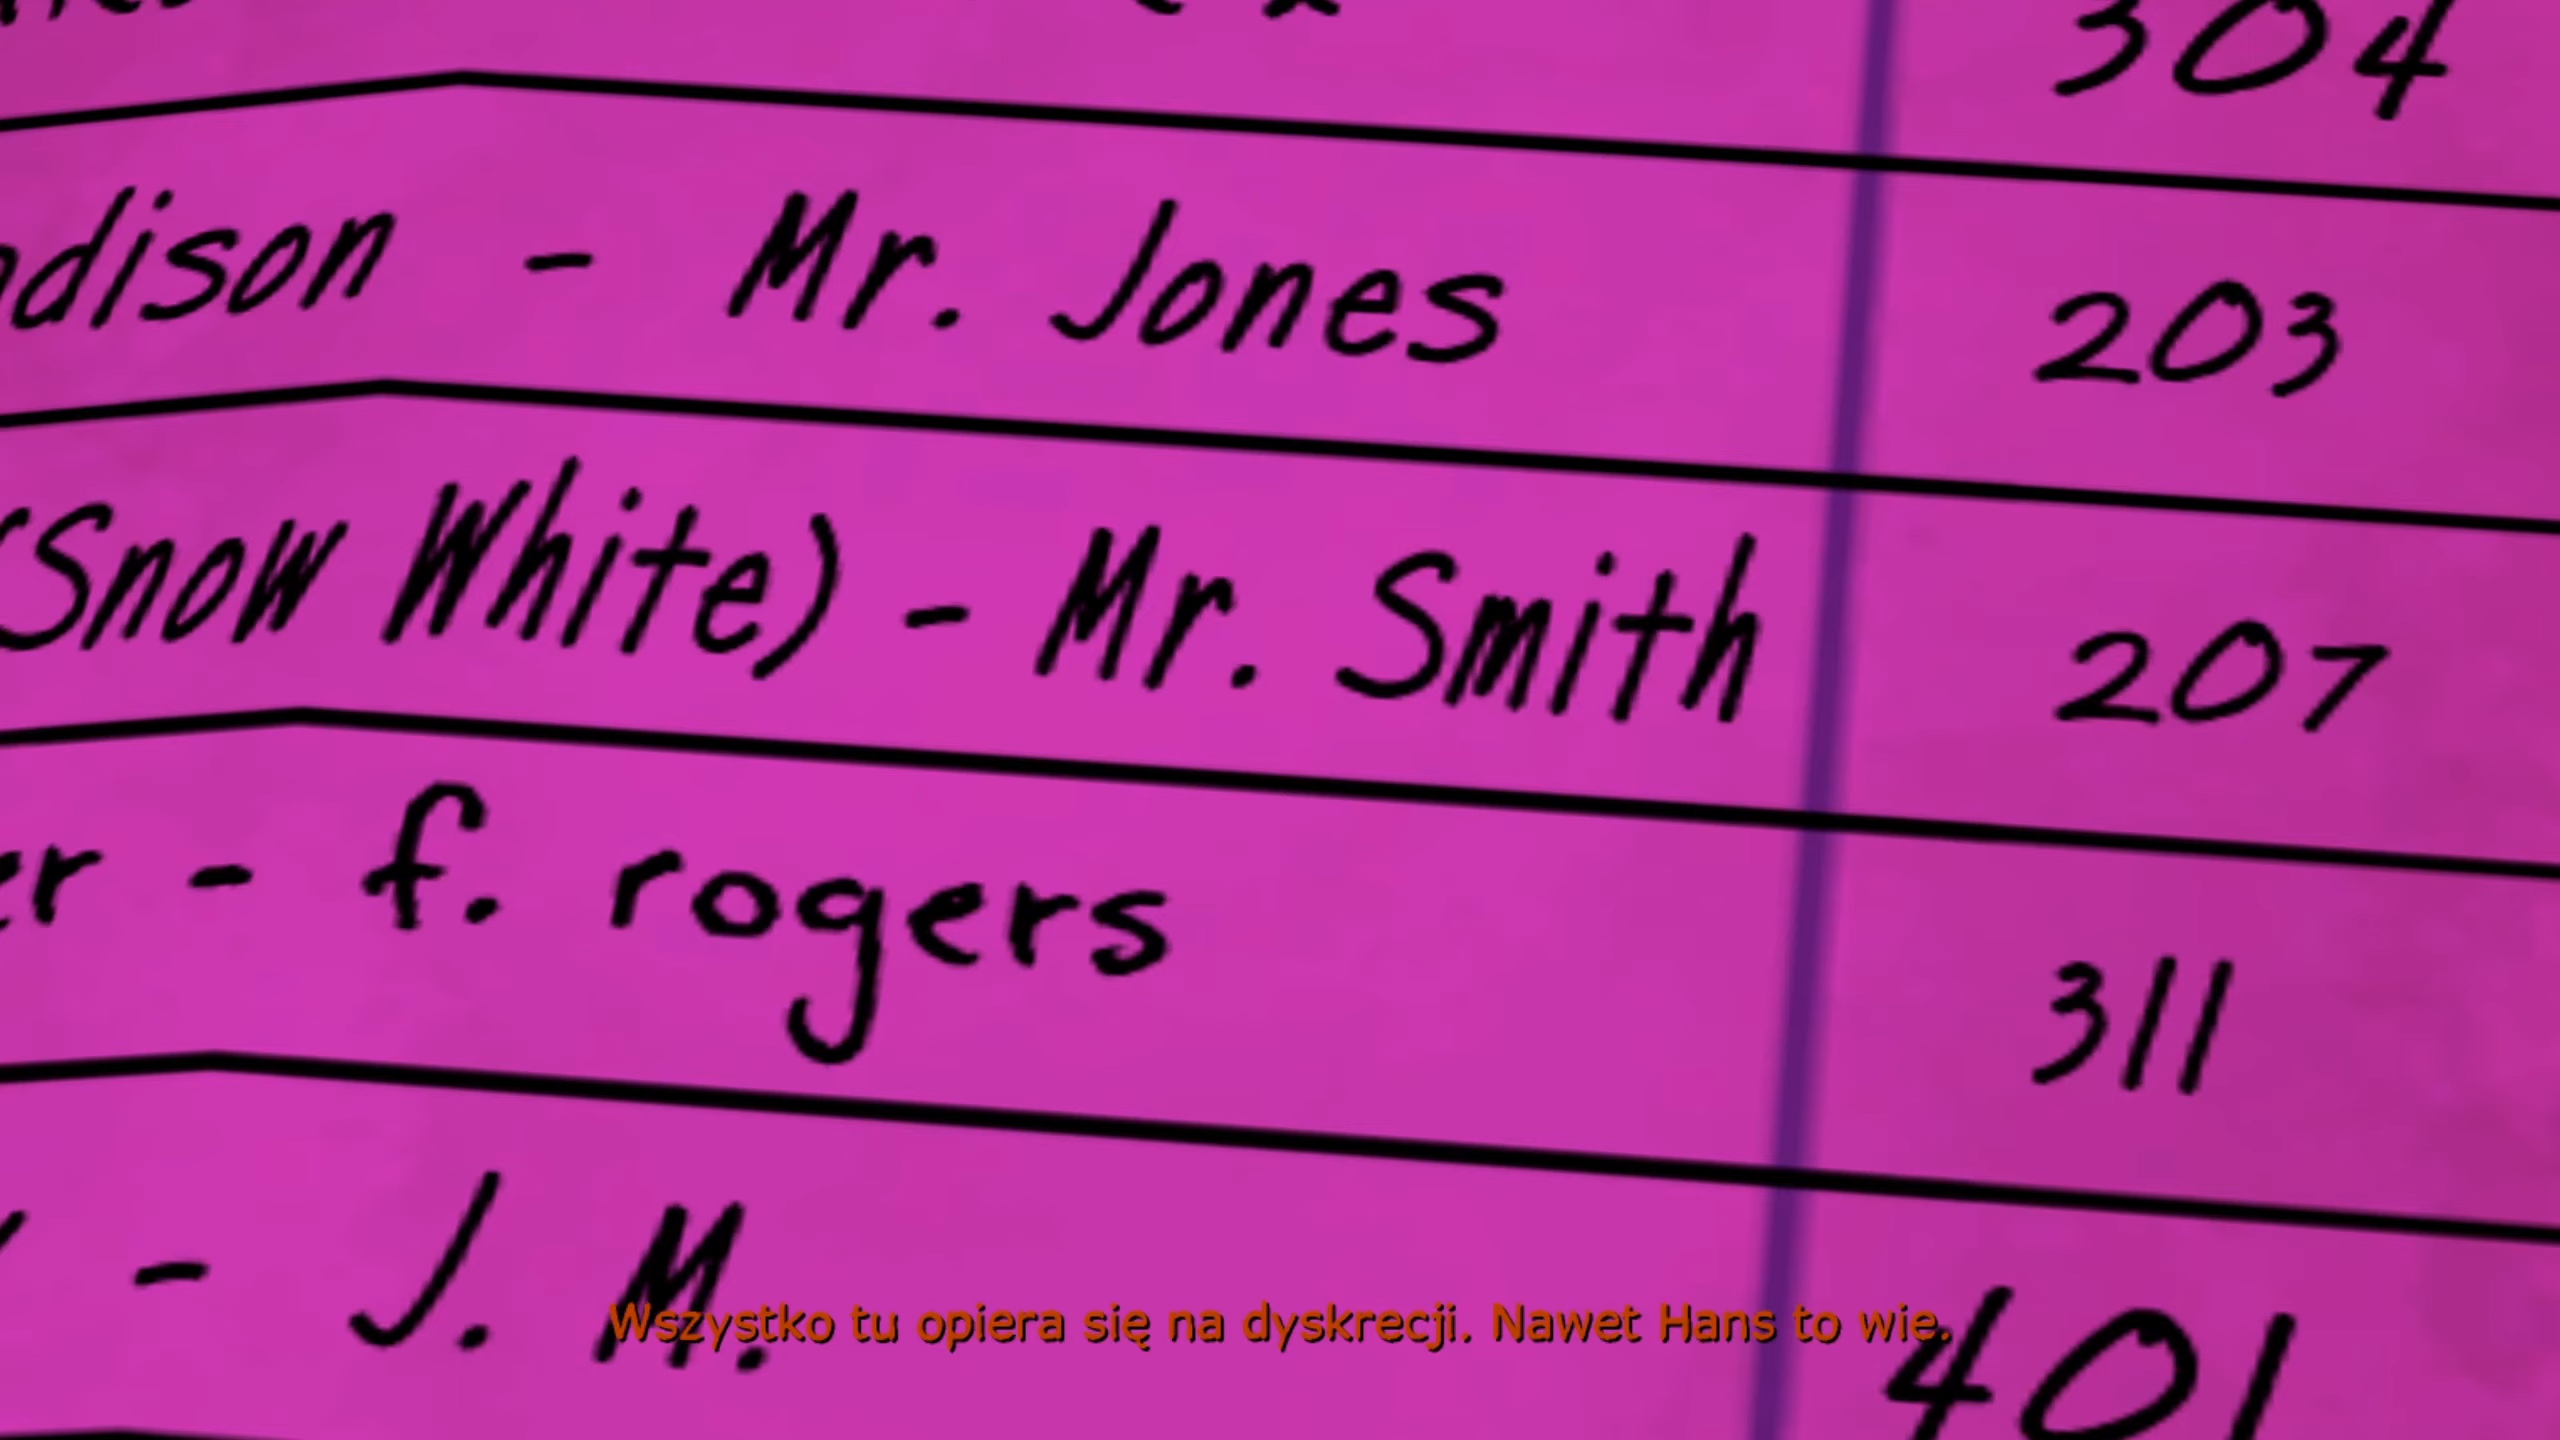 304
- Mr. Jones 203
(Snow White) - Mr. Smith 207
- f. rogers 311
- J. M. 401
Wszystko tu opiera się na dyskrecji. Nawet Hans to wie.